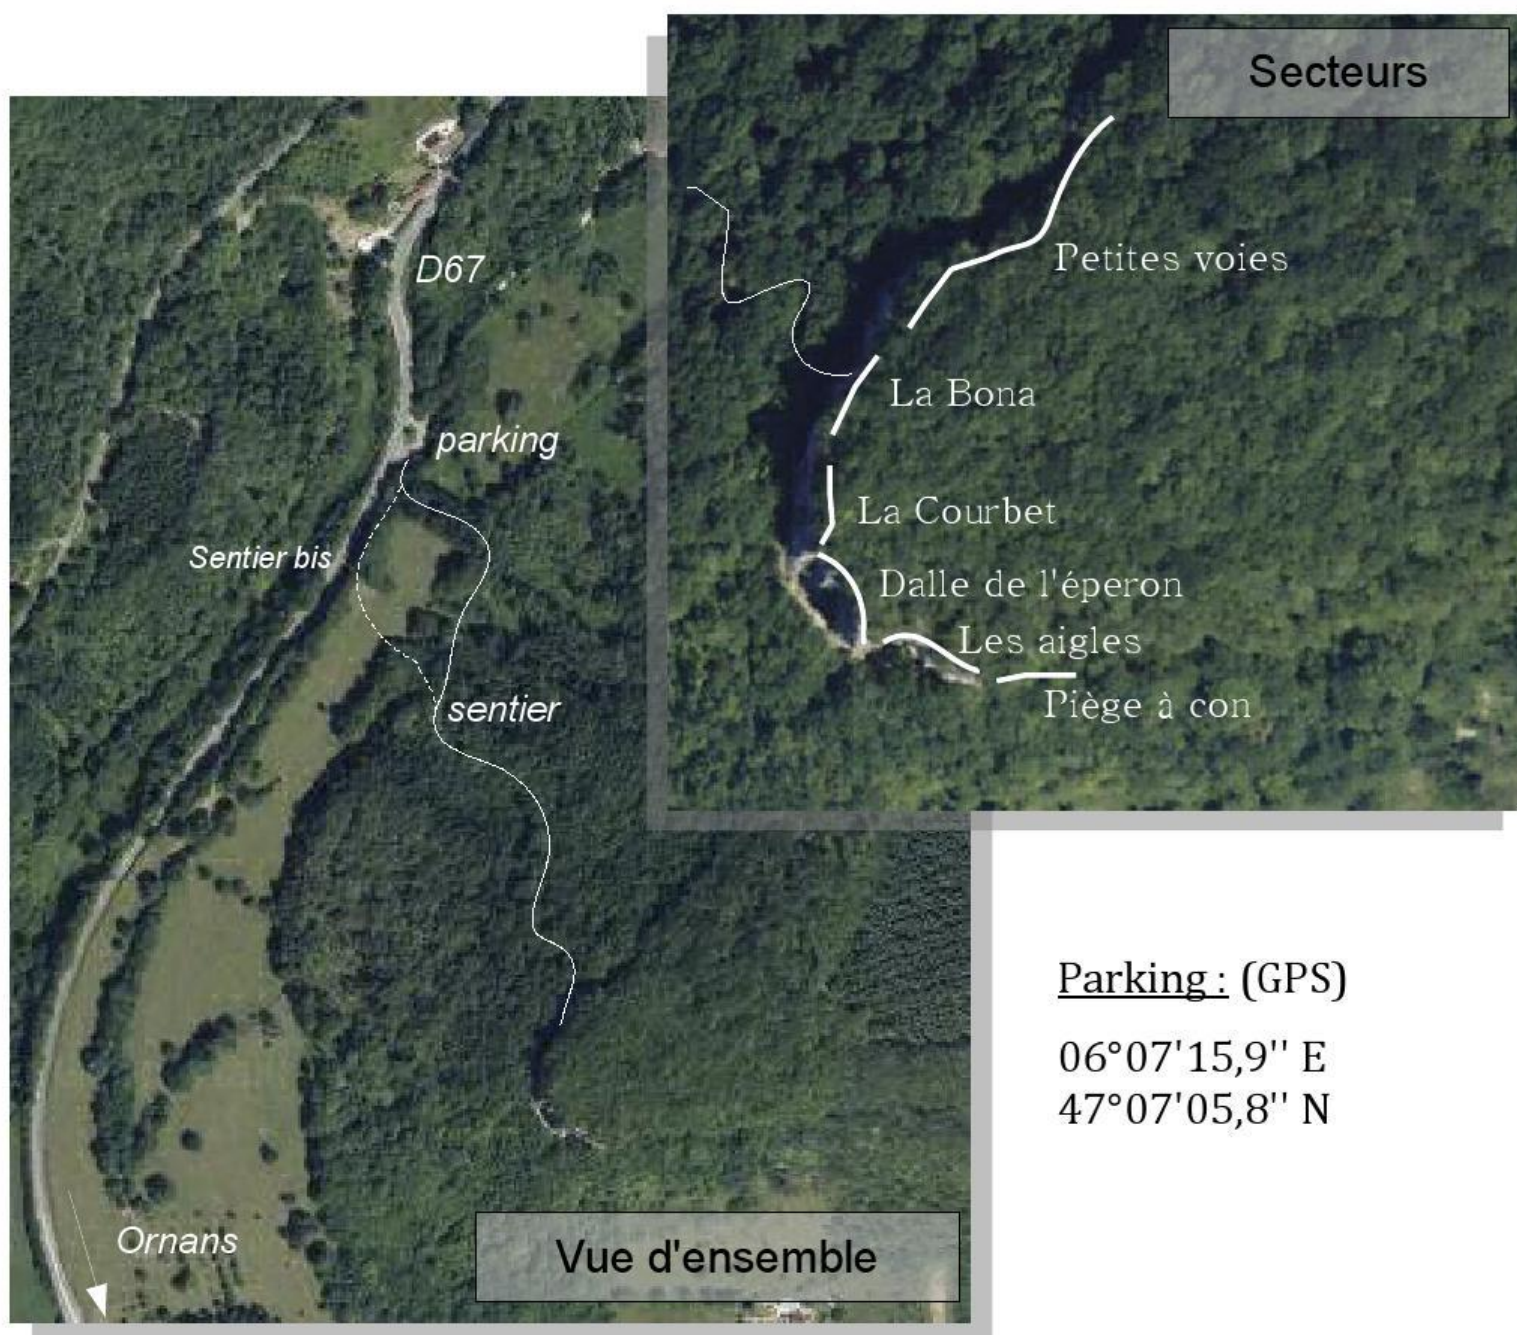 Secteurs
Petites voies
La Bona
La Courbet
Dalle de l'éperon
Les aigles
Piège à con
D67
parking
Sentier bis
sentier
Ornans
Vue d'ensemble
Parking : (GPS)
06°07'15,9'' E
47°07'05,8'' N